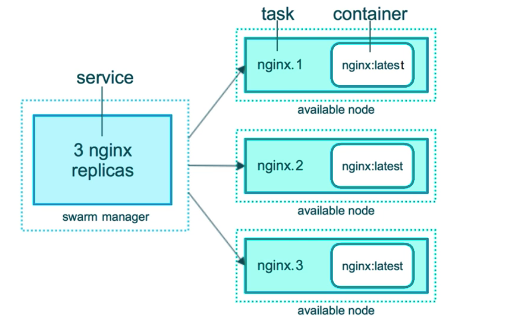 task
container
nginx.1
nginx:latest
available node
service
3 nginx
replicas
swarm manager
nginx.2
nginx:latest
available node
nginx.3
nginx:latest
available node